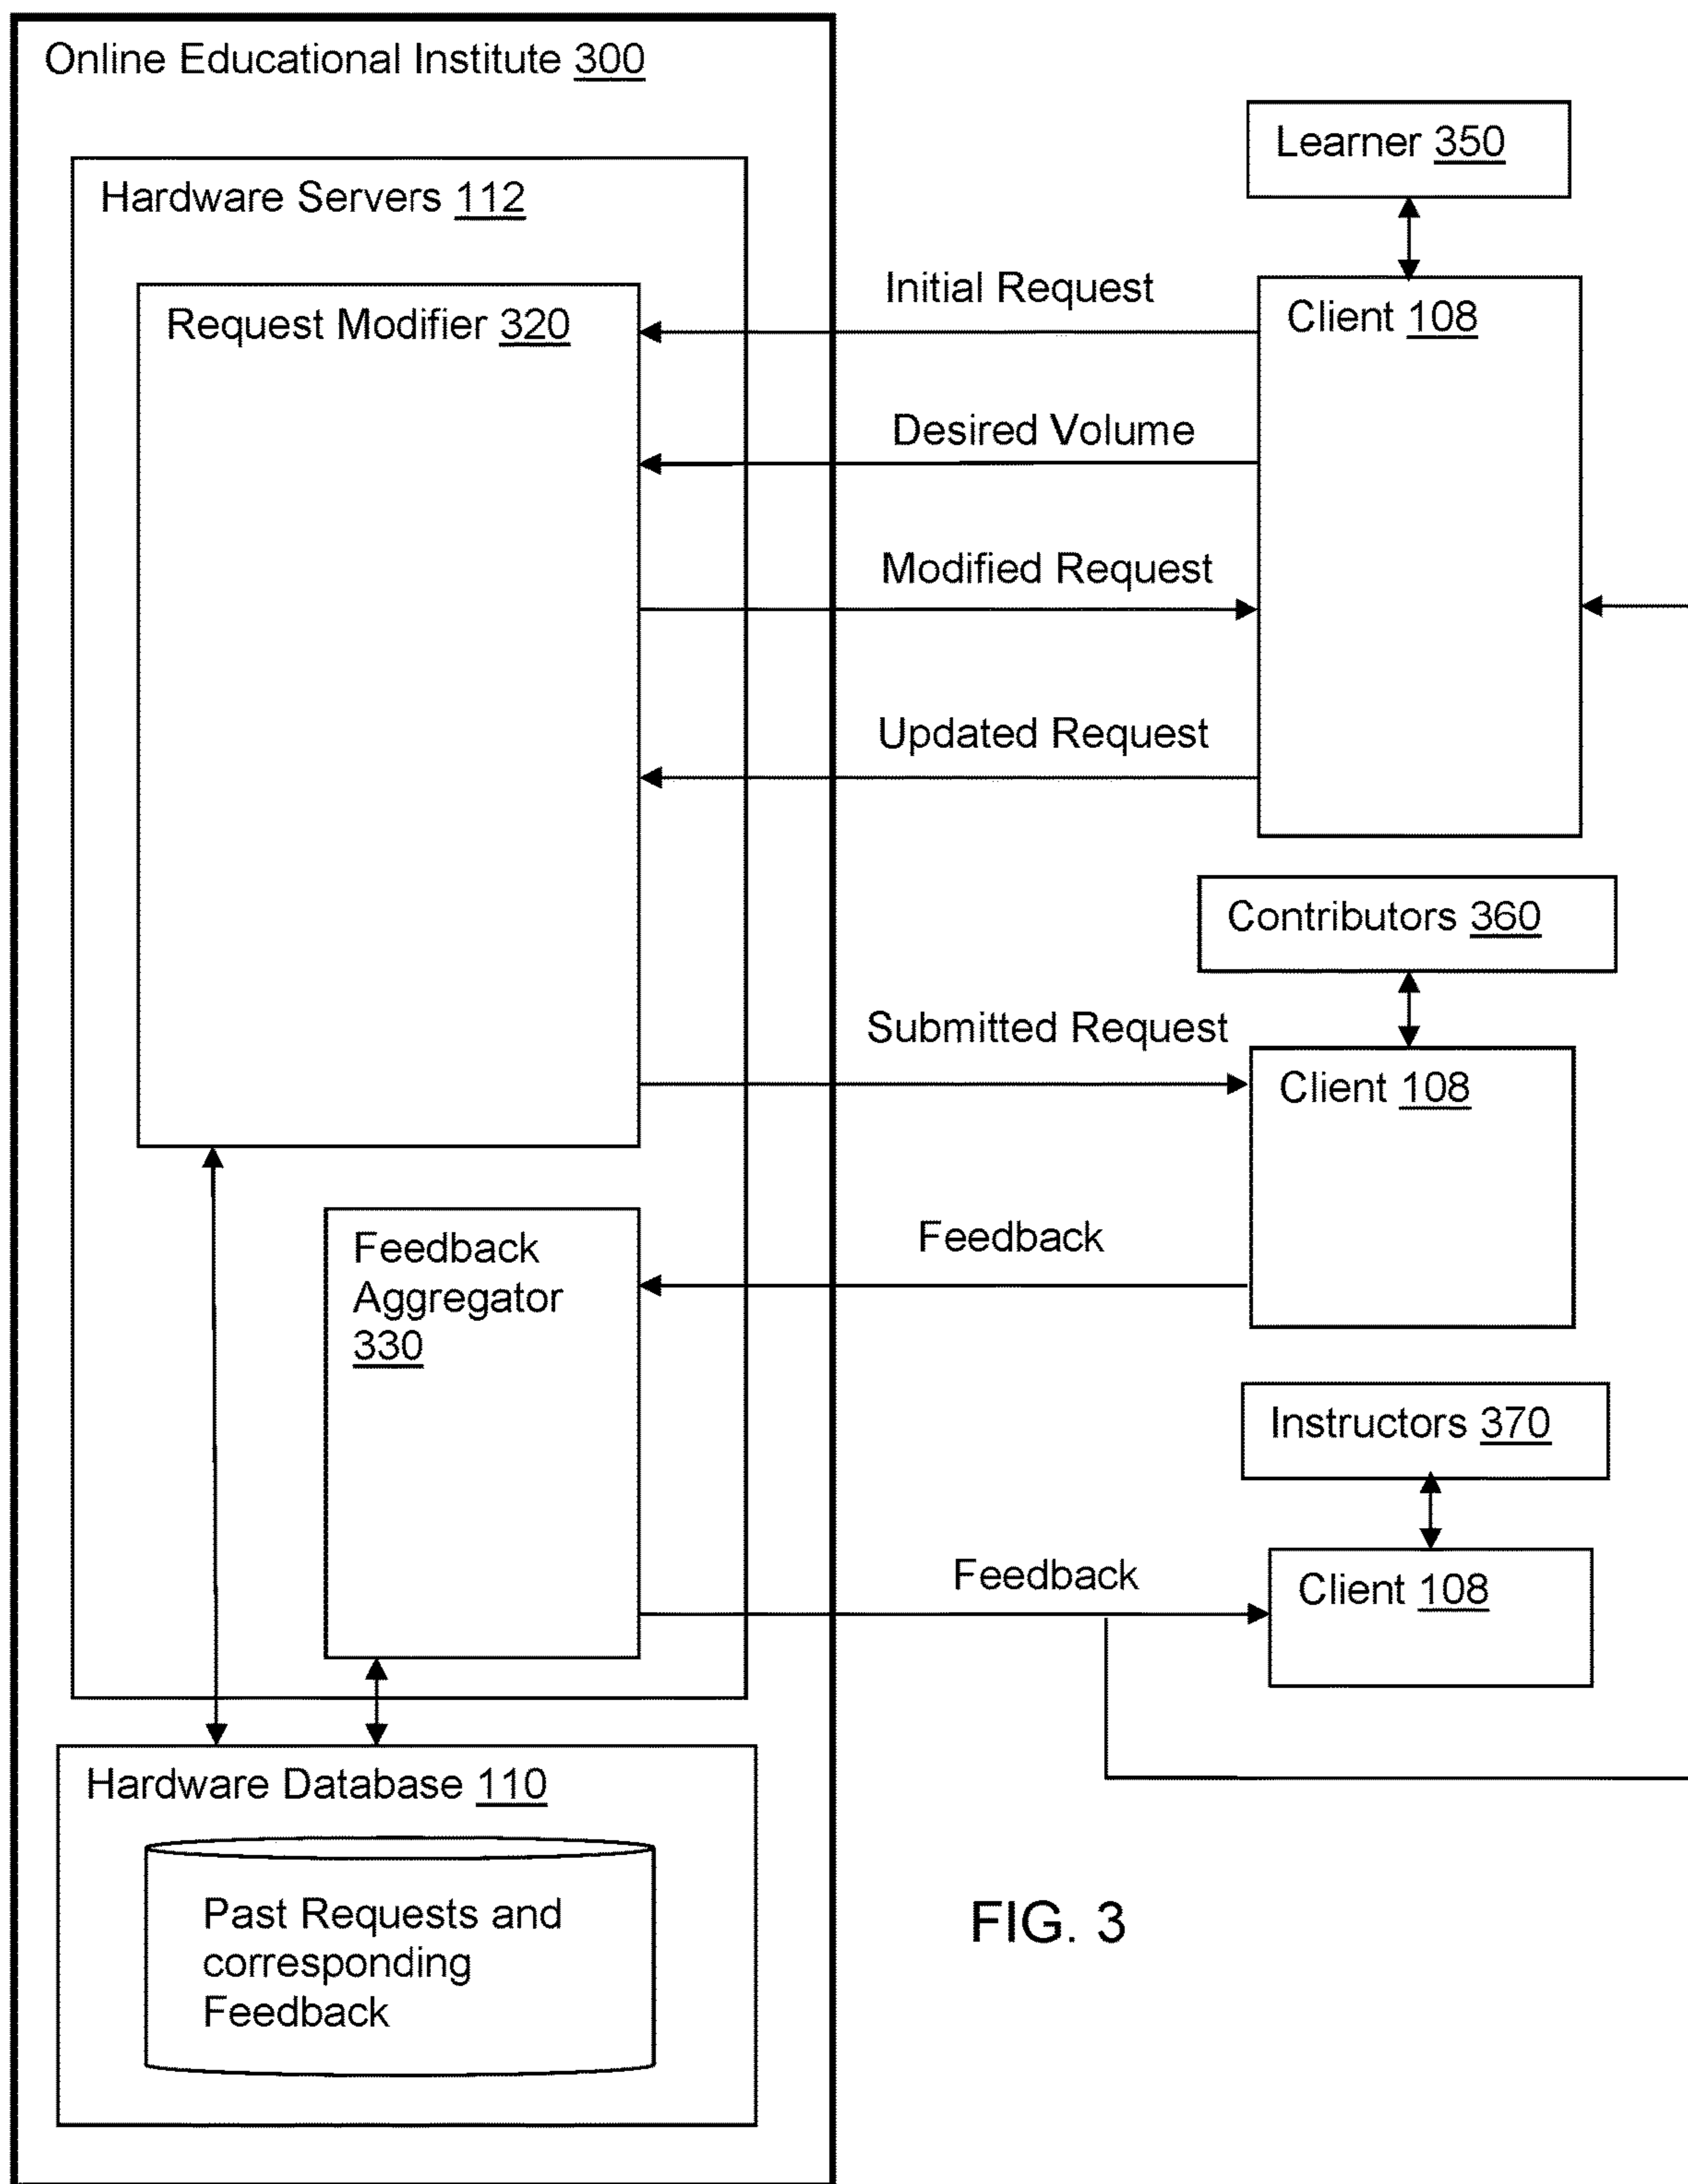 Online Educational Institute 300
Hardware Servers 112
Request Modifier 320
Learner 350
Client 108
Initial Request
Desired Volume
Modified Request
Updated Request
Contributors 360
Client 108
Submitted Request
Feedback
Aggregator
330
Feedback
Instructors 370
Client 108
Feedback
Hardware Database 110
Past Requests and
corresponding
Feedback
FIG. 3